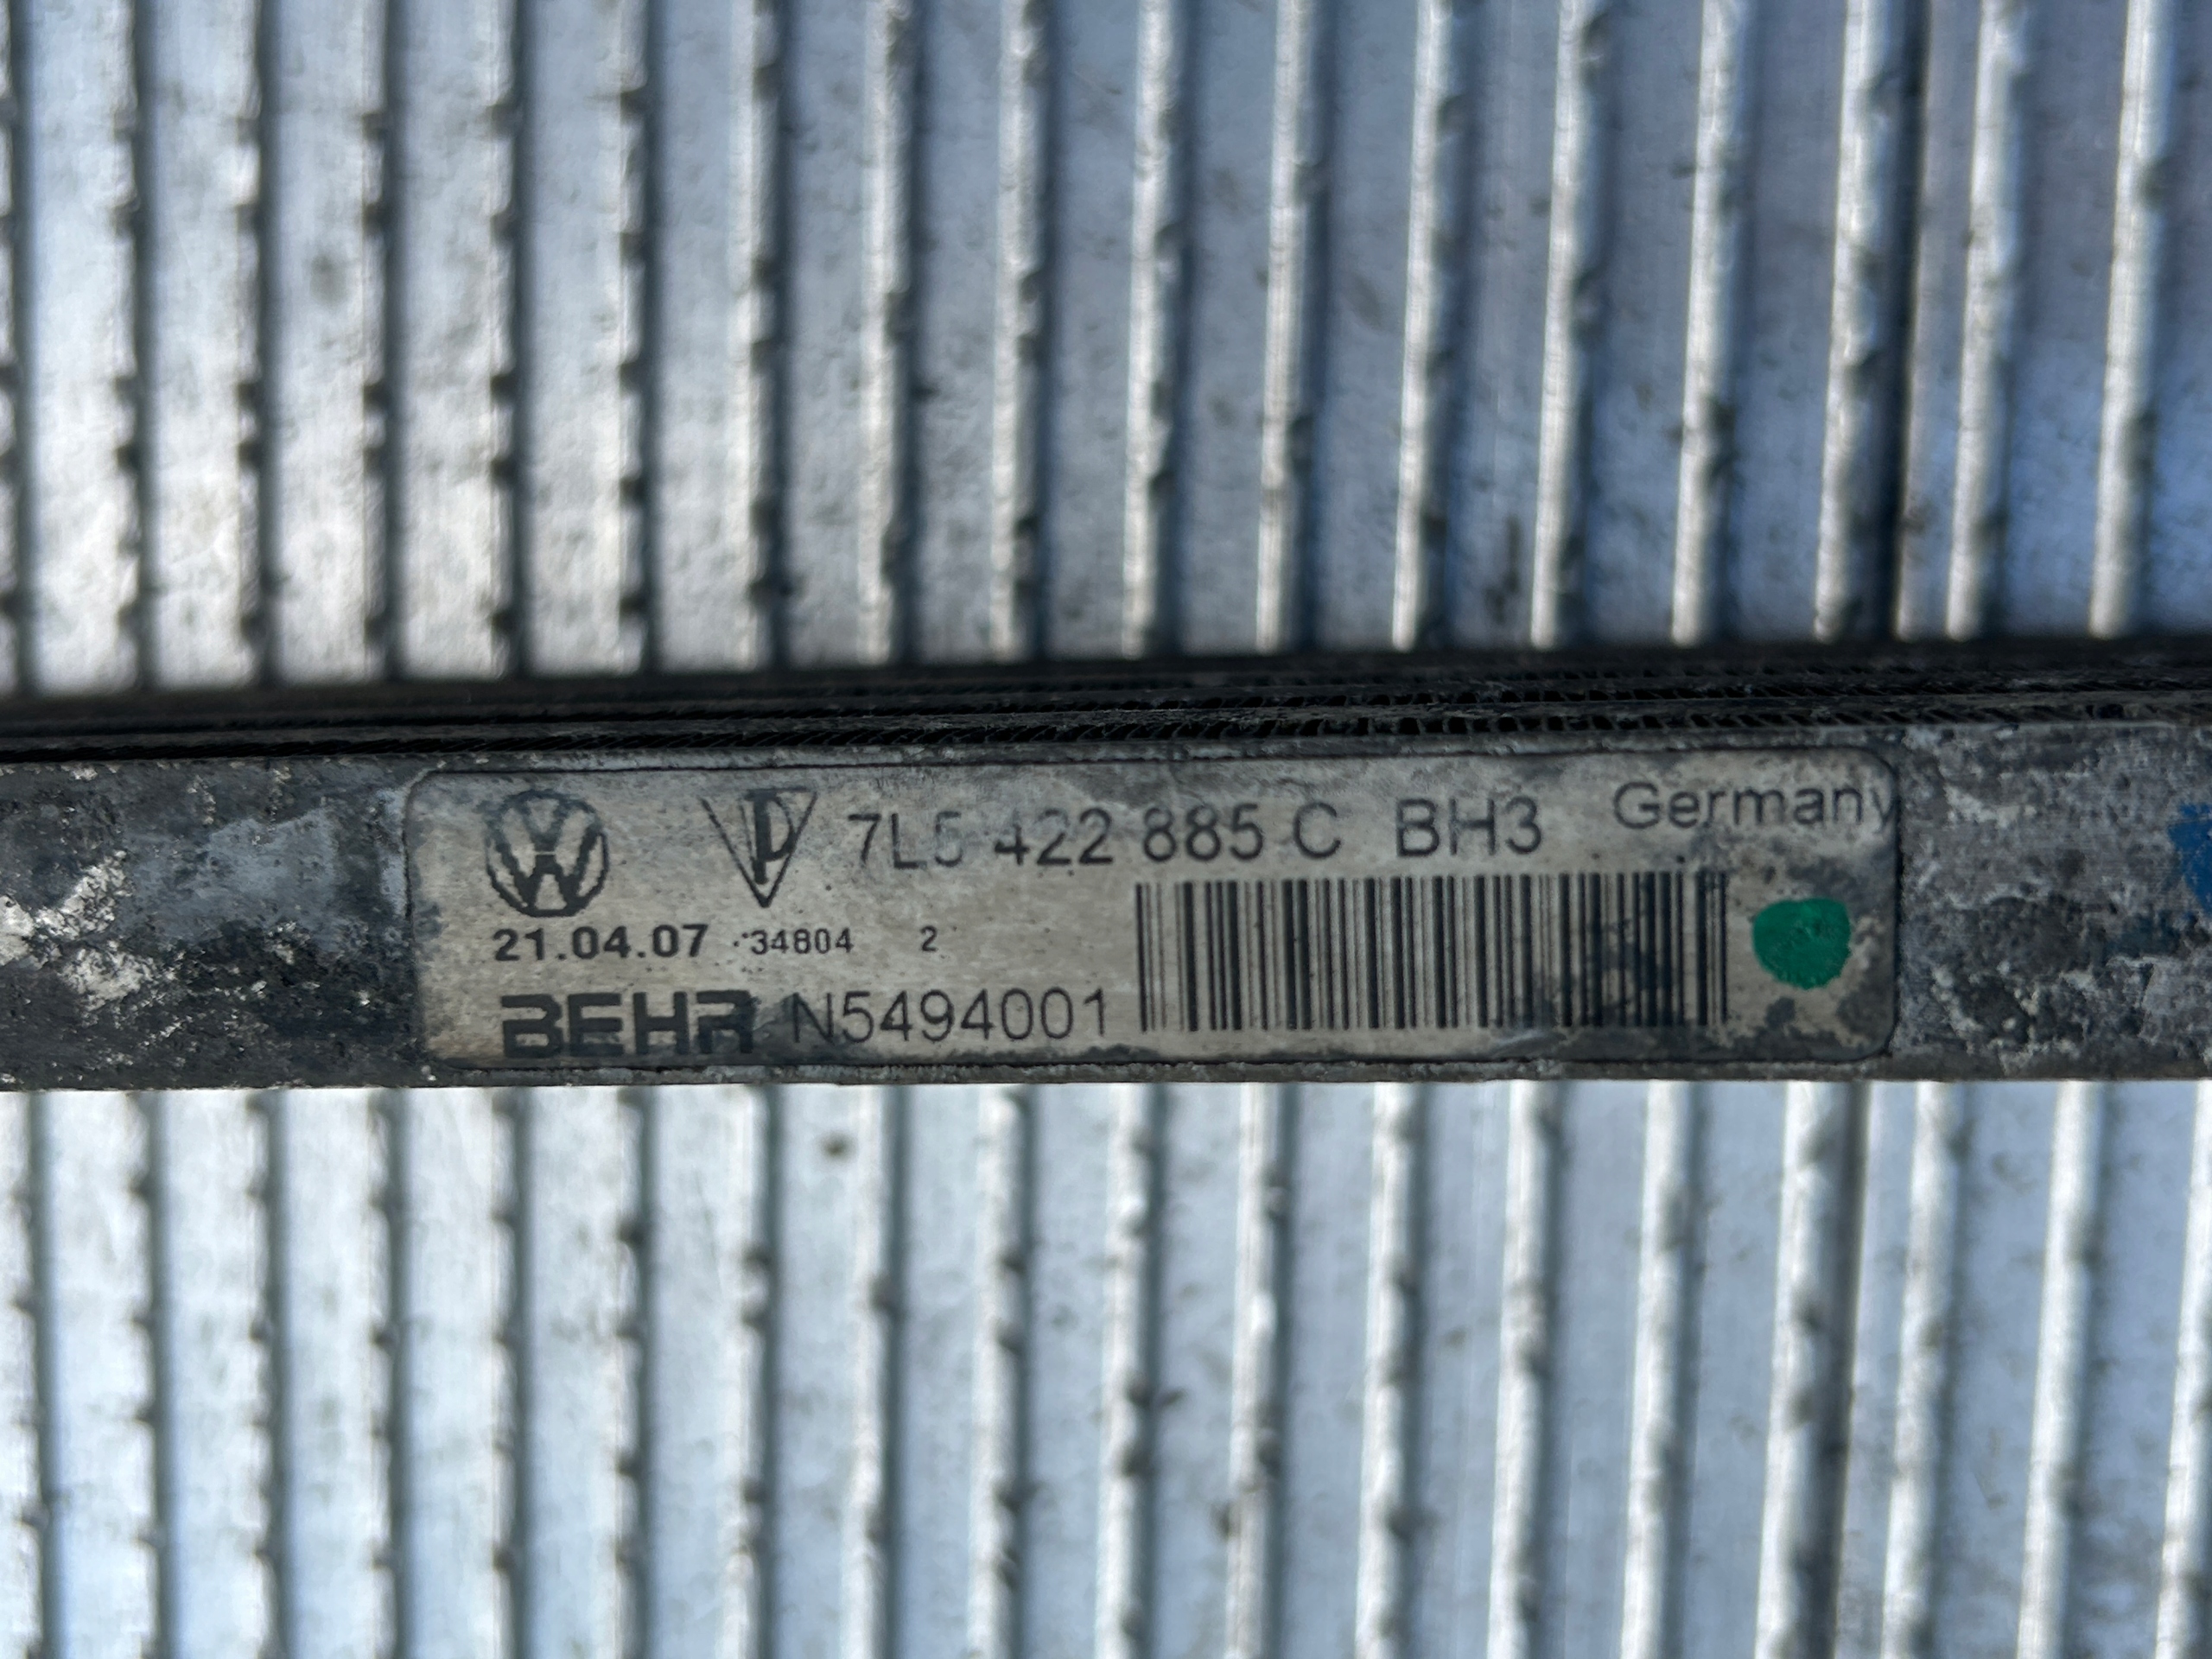 7L5 422 885 C BH3 Germany
21.04.07 34804 2
BEHR N5494001